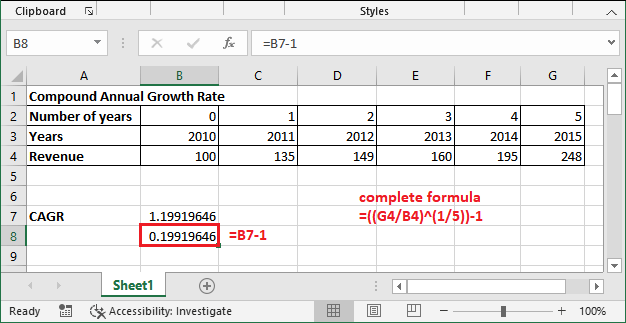 Clipboard Styles
B8 fx =B7-1
A B C D E F G
1 Compound Annual Growth Rate
2 Number of years 0 1 2 3 4 5
3 Years 2010 2011 2012 2013 2014 2015
4 Revenue 100 135 149 160 195 248
5
6 complete formula
7 CAGR 1.19919646 =((G4/B4)^(1/5))-1
8 0.19919646 =B7-1
9
Sheet1
Ready Accessibility: Investigate 100%